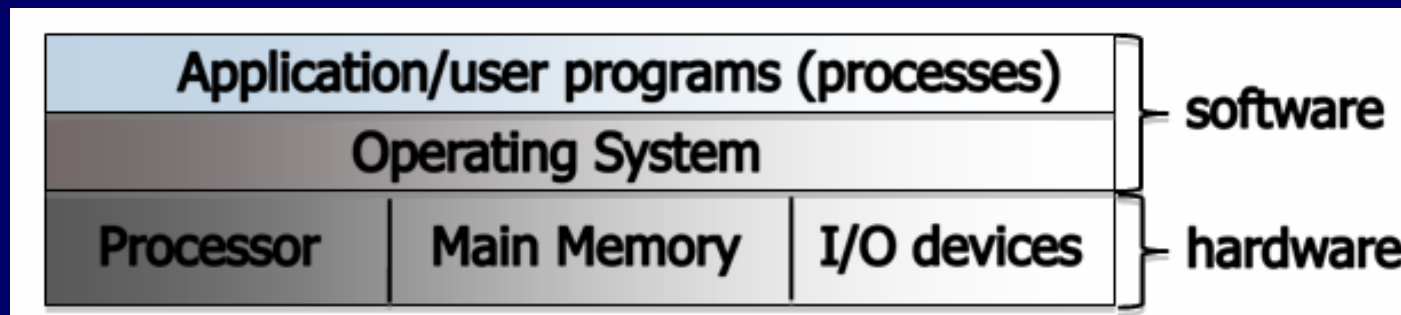 Application/user programs (processes)
software
Operating System
Processor
Main Memory
I/O devices
hardware